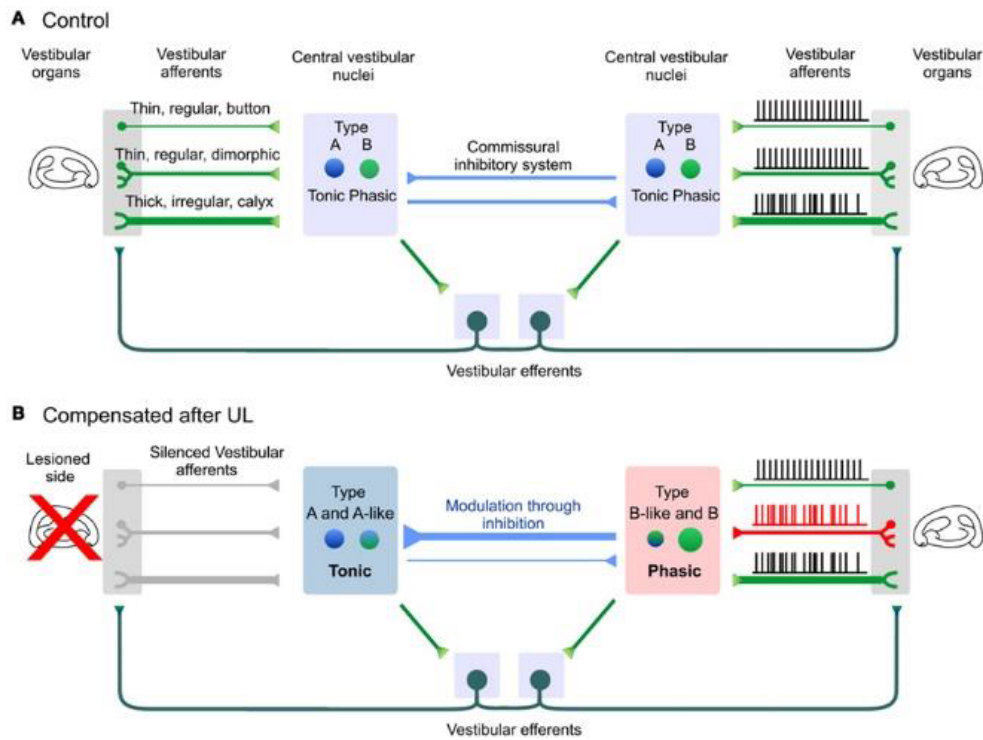 A Control
Vestibular organs
Vestibular afferents
Central vestibular nuclei
Central vestibular nuclei
Vestibular afferents
Vestibular organs
Thin, regular, button
Thin, regular, dimorphic
Thick, irregular, calyx
Type
A B
Tonic Phasic
Commissural
inhibitory system
Type
A B
Tonic Phasic
Vestibular efferents
B Compensated after UL
Lesioned
side
Silenced Vestibular
afferents
Type
A and A-like
Tonic
Modulation through
inhibition
Type
B-like and B
Phasic
Vestibular efferents